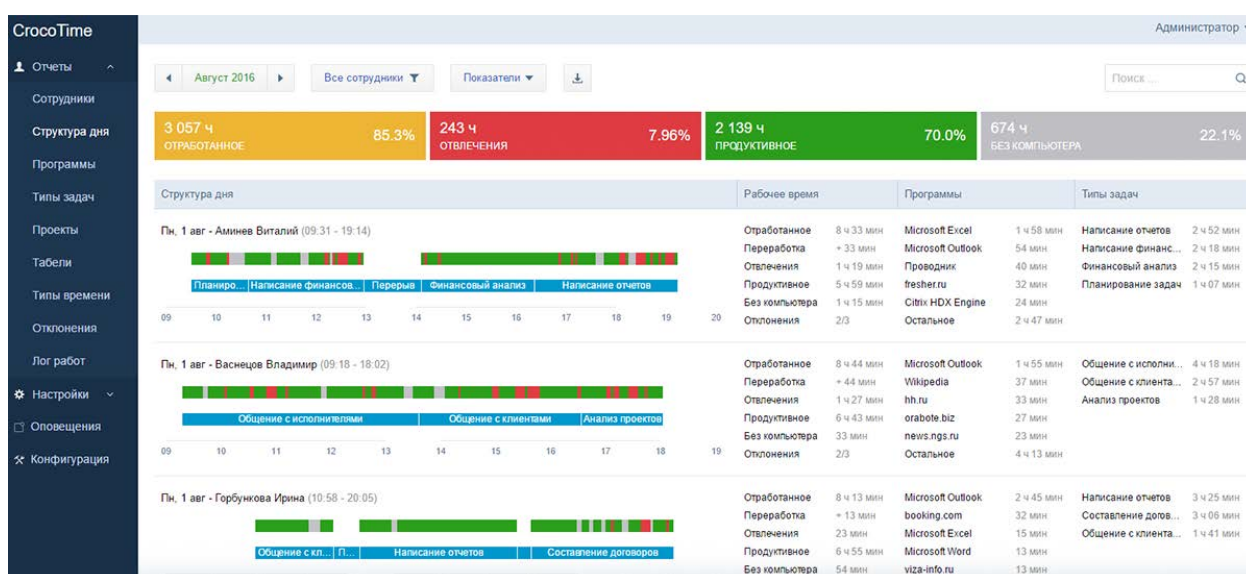 CrocoTime
Администратор
Отчеты
Сотрудники
Структура дня
Программы
Типы задач
Проекты
Табели
Типы времени
Отклонения
Лог работ
Настройки
Оповещения
Конфигурация
Август 2016
Все сотрудники
Показатели
Поиск ...
3 057 ч 85.3%
ОТРАБОТАННОЕ
243 ч 7.96%
ОТВЛЕЧЕНИЯ
2 139 ч 70.0%
ПРОДУКТИВНОЕ
674 ч 22.1%
БЕЗ КОМПЬЮТЕРА
Структура дня Рабочее время Программы Типы задач
Пн, 1 авг - Аминев Виталий (09:31 - 19:14)
Планиро... Написание финансов... Перерыв Финансовый анализ Написание отчетов
09 10 11 12 13 14 15 16 17 18 19 20
Отработанное 8 ч 33 мин
Переработка + 33 мин
Отвлечения 1 ч 19 мин
Продуктивное 5 ч 59 мин
Без компьютера 1 ч 15 мин
Отклонения 2/3
Microsoft Excel 1 ч 58 мин
Microsoft Outlook 54 мин
Проводник 40 мин
fresher.ru 32 мин
Citrix HDX Engine 24 мин
Остальное 2 ч 47 мин
Написание отчетов 2 ч 52 мин
Написание финанс... 2 ч 18 мин
Финансовый анализ 2 ч 15 мин
Планирование задач 1 ч 07 мин
Пн, 1 авг - Васнецов Владимир (09:18 - 18:02)
Общение с исполнителями Общение с клиентами Анализ проектов
09 10 11 12 13 14 15 16 17 18 19
Отработанное 8 ч 44 мин
Переработка + 44 мин
Отвлечения 1 ч 27 мин
Продуктивное 6 ч 43 мин
Без компьютера 33 мин
Отклонения 2/3
Microsoft Outlook 1 ч 55 мин
Wikipedia 37 мин
hh.ru 33 мин
orabote.biz 27 мин
news.ngs.ru 23 мин
Остальное 4 ч 13 мин
Общение с исполни... 4 ч 18 мин
Общение с клиента... 2 ч 57 мин
Анализ проектов 1 ч 28 мин
Пн, 1 авг - Горбункова Ирина (10:58 - 20:05)
Общение с кл... П... Написание отчетов Составление договоров
Отработанное 8 ч 13 мин
Переработка + 13 мин
Отвлечения 23 мин
Продуктивное 6 ч 55 мин
Без компьютера 54 мин
Microsoft Outlook 2 ч 45 мин
booking.com 32 мин
Microsoft Excel 15 мин
Microsoft Word 13 мин
viza-info.ru 13 мин
Написание отчетов 3 ч 25 мин
Составление догов... 3 ч 06 мин
Общение с клиента... 1 ч 41 мин